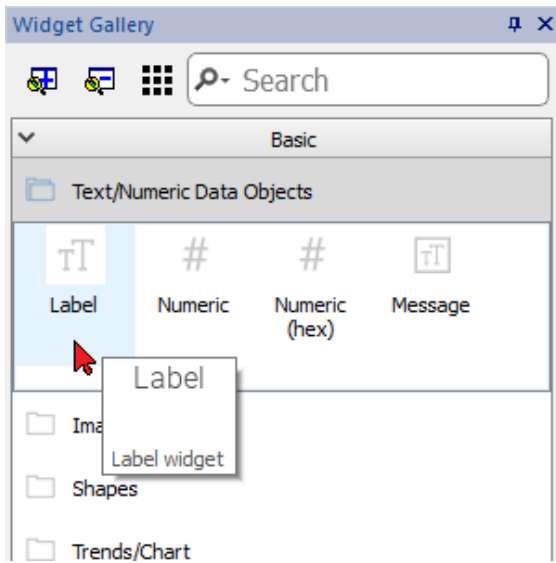 Widget Gallery
Search
Basic
Text/Numeric Data Objects
Label
Numeric
Numeric
(hex)
Message
Label
Label widget
Shapes
Trends/Chart